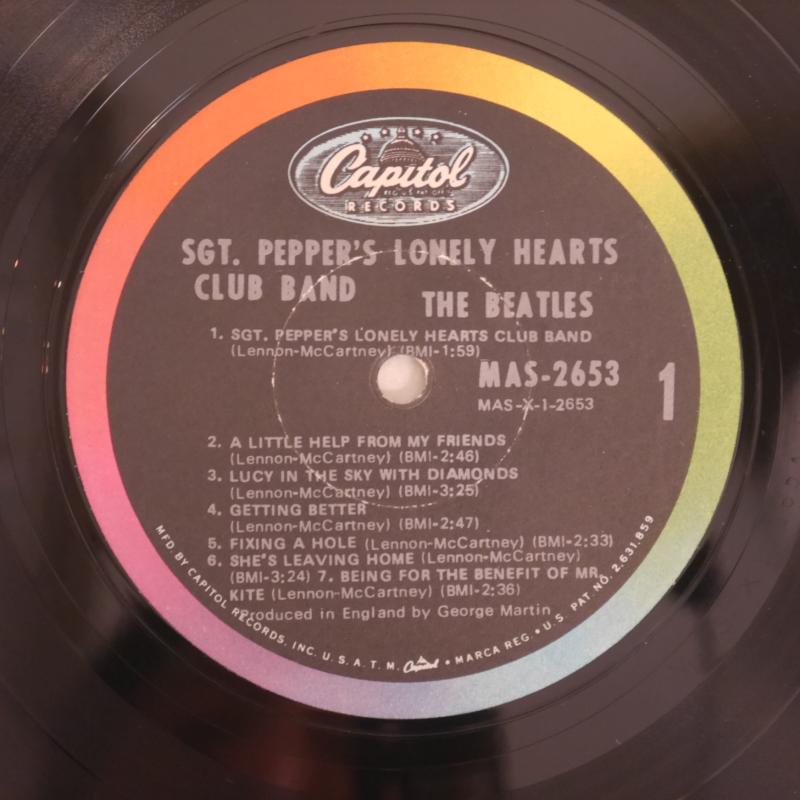 Capitol
RECORDS
SGT. PEPPER'S LONELY HEARTS
CLUB BAND
THE BEATLES
1. SGT. PEPPER'S LONELY HEARTS CLUB BAND
(Lennon-McCartney) (BMI-1:59)
MAS-2653
MAS-X-1-2653
1
2. A LITTLE HELP FROM MY FRIENDS
(Lennon-McCartney) (BMI-2:46)
3. LUCY IN THE SKY WITH DIAMONDS
(Lennon-McCartney) (BMI-3:25)
4. GETTING BETTER
(Lennon-McCartney) (BMI-2:47)
5. FIXING A HOLE (Lennon-McCartney) (BMI-2:33)
6. SHE'S LEAVING HOME (Lennon-McCartney)
(BMI-3:24) 7. BEING FOR THE BENEFIT OF MR.
KITE (Lennon-McCartney) (BMI-2:36)
Produced in England by George Martin
MFD. BY CAPITOL RECORDS, INC. U.S.A. T.M. Capitol • MARCA REG. • U.S. PAT. NO. 2,631,859